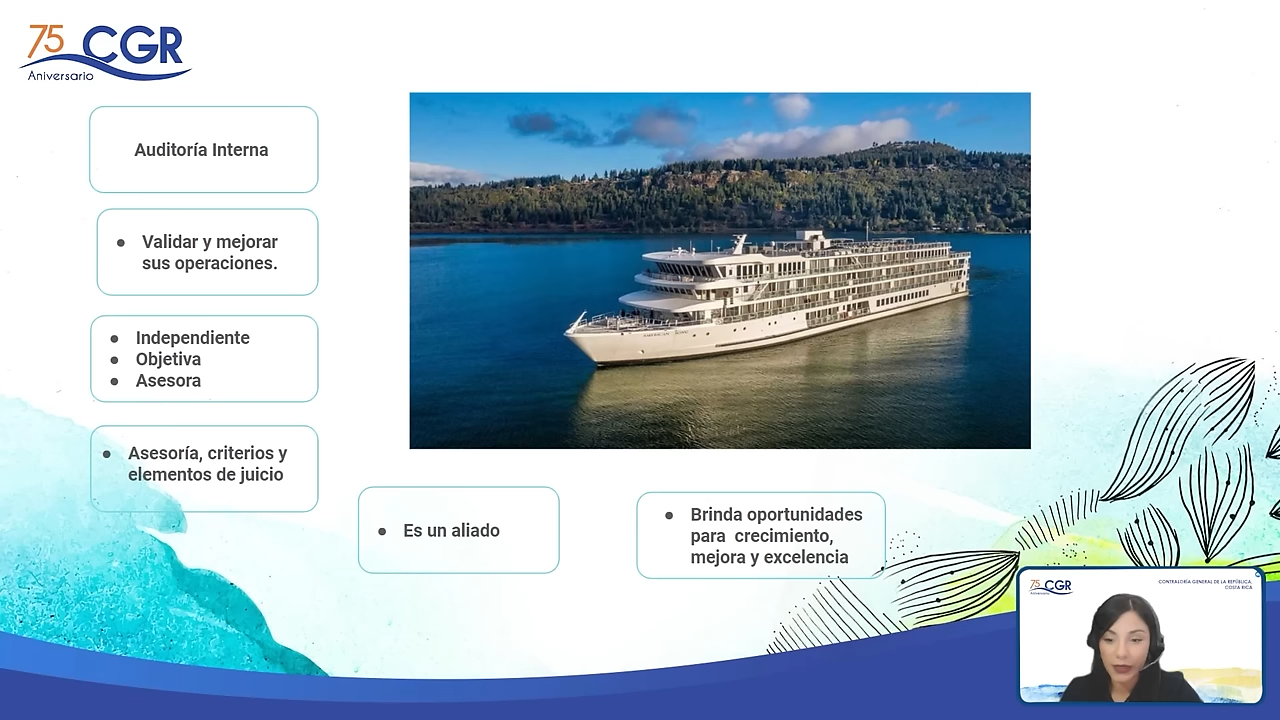 75 CGR
Aniversario
Auditoría Interna
● Validar y mejorar
sus operaciones.
● Independiente
● Objetiva
● Asesora
● Asesoría, criterios y
elementos de juicio
● Es un aliado
● Brinda oportunidades
para crecimiento,
mejora y excelencia
75 CGR
Aniversario
CONTRALORÍA GENERAL DE LA REPÚBLICA,
COSTA RICA